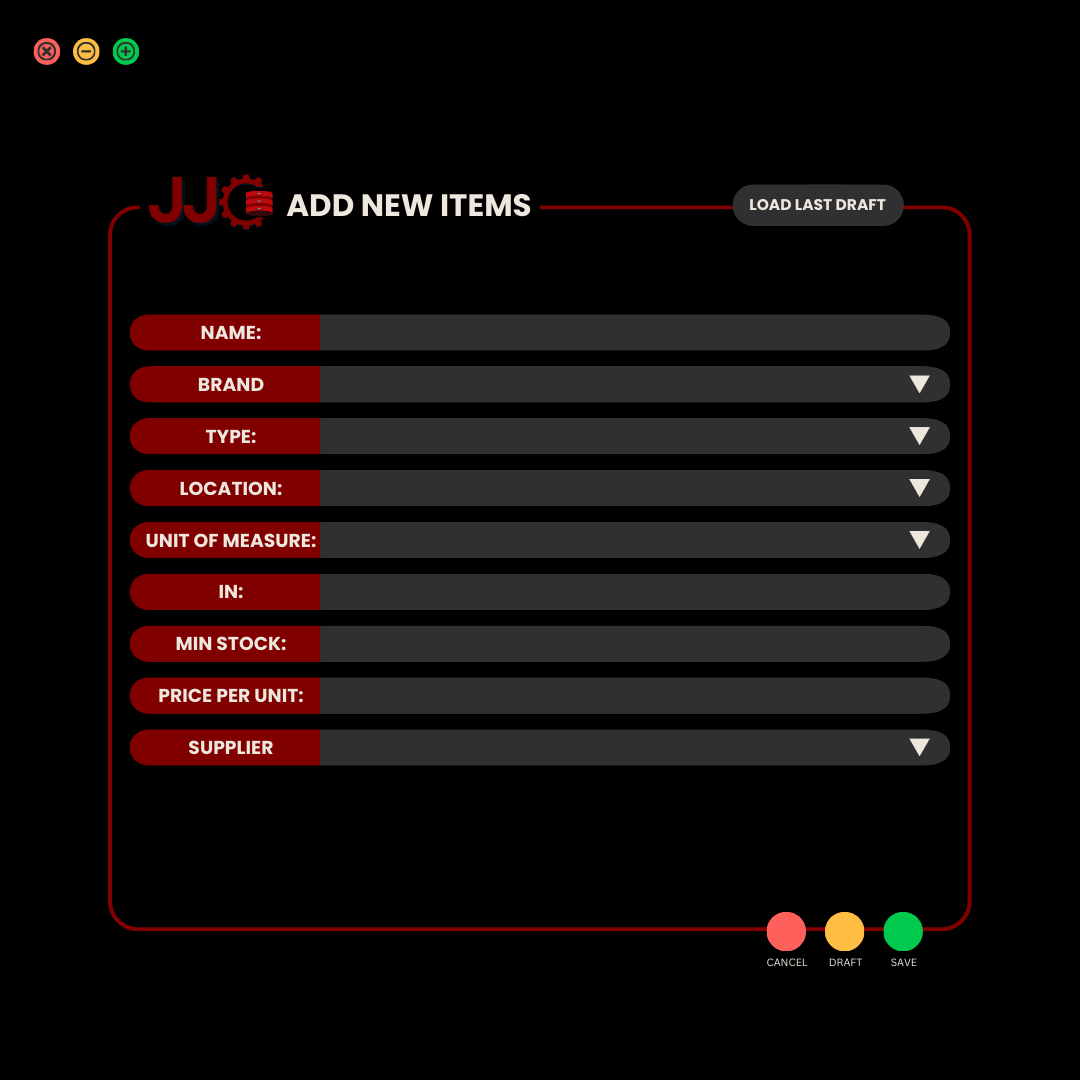 JJC ADD NEW ITEMS
LOAD LAST DRAFT
NAME:
BRAND
TYPE:
LOCATION:
UNIT OF MEASURE:
IN:
MIN STOCK:
PRICE PER UNIT:
SUPPLIER
CANCEL DRAFT SAVE